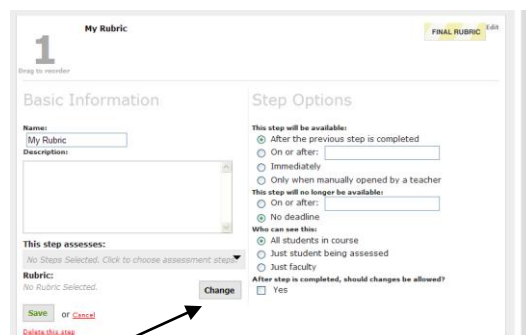 My Rubric
FINAL RUBRIC
Edit
1
Drag to reorder
Basic Information
Name:
My Rubric
Description:
This step assesses:
No Steps Selected. Click to choose assessment steps
Rubric:
No Rubric Selected.
Change
Save or Cancel
Delete this step
Step Options
This step will be available:
After the previous step is completed
On or after:
Immediately
Only when manually opened by a teacher
This step will no longer be available:
On or after:
No deadline
Who can see this:
All students in course
Just student being assessed
Just faculty
After step is completed, should changes be allowed?
Yes